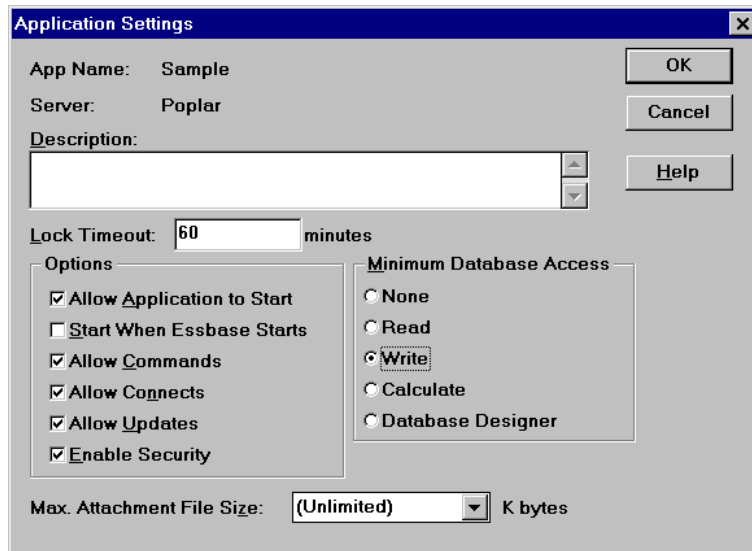 Application Settings
App Name: Sample
OK
Server: Poplar
Cancel
Description:
Help
Lock Timeout: 60 minutes
Options
Minimum Database Access
Allow Application to Start
None
Start When Essbase Starts
Read
Allow Commands
Write
Allow Connects
Calculate
Allow Updates
Database Designer
Enable Security
Max. Attachment File Size: (Unlimited) K bytes